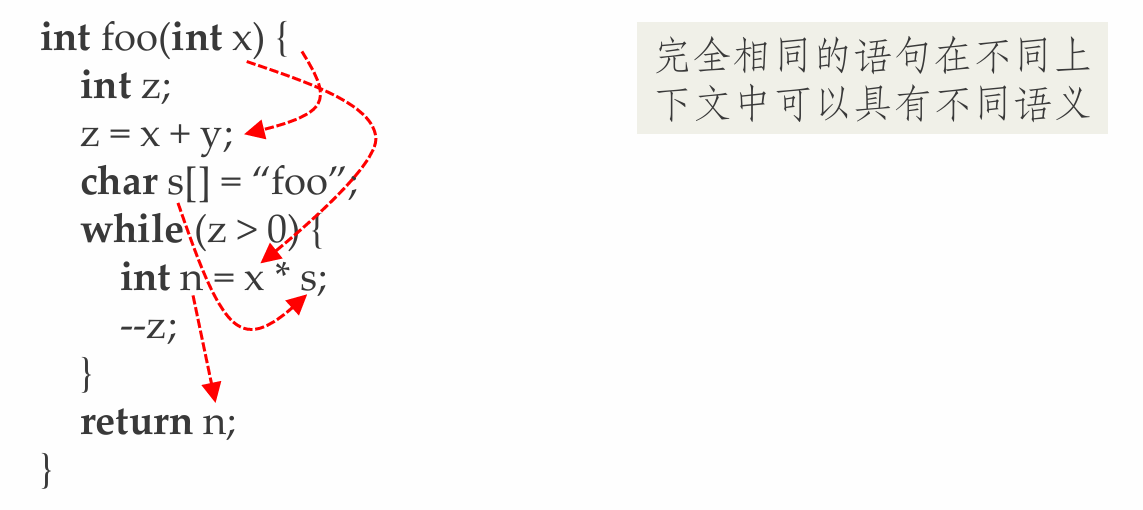 int foo(int x) {
int z;
z = x + y;
char s[] = “foo”;
while (z > 0) {
int n = x * s;
--z;
}
return n;
}
完全相同的语句在不同上
下文中可以具有不同语义